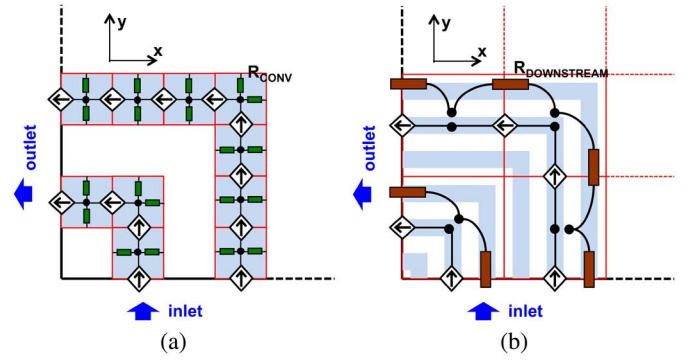 y
x
R_CONV
outlet
inlet
(a)
y
x
R_DOWNSTREAM
outlet
inlet
(b)